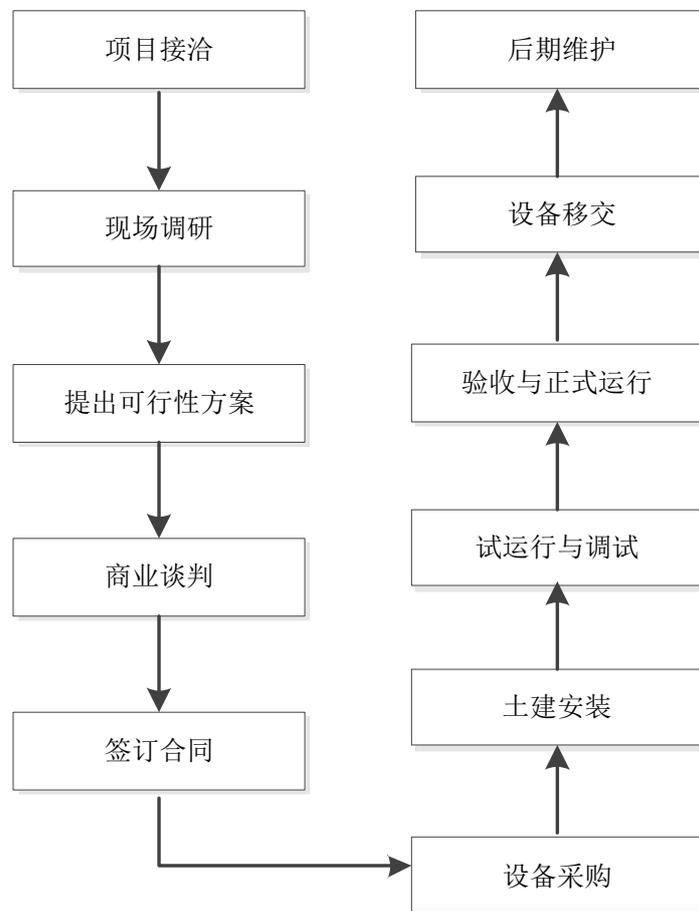 项目接洽
现场调研
提出可行性方案
商业谈判
签订合同
设备采购
土建安装
试运行与调试
验收与正式运行
设备移交
后期维护